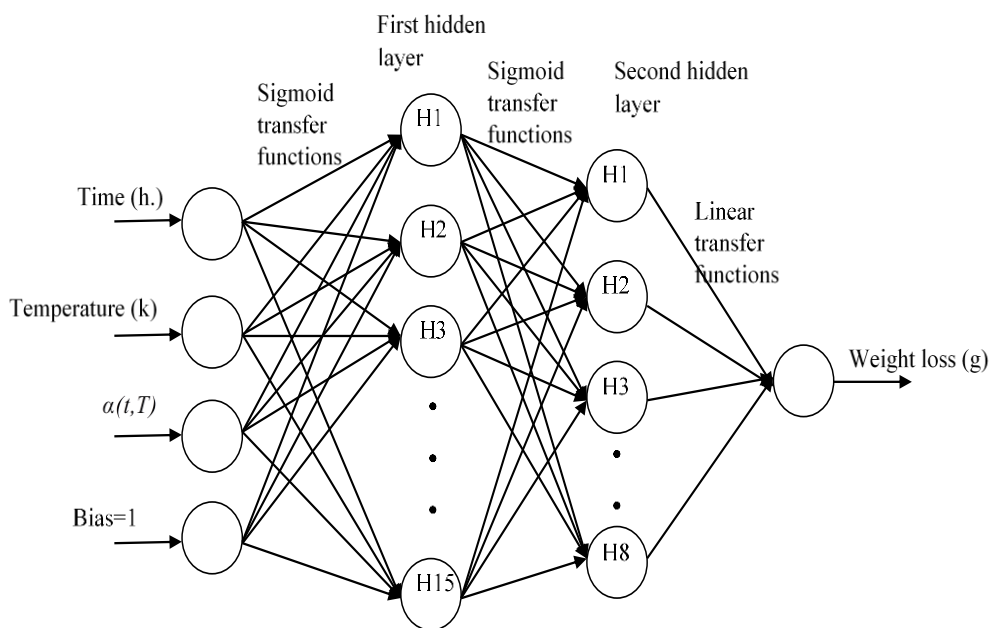 First hidden
layer
Sigmoid
transfer
functions
Sigmoid
transfer
functions
Second hidden
layer
Linear
transfer
functions
Time (h.)
Temperature (k)
α(t,T)
Bias=1
H1
H2
H3
H15
H1
H2
H3
H8
Weight loss (g)